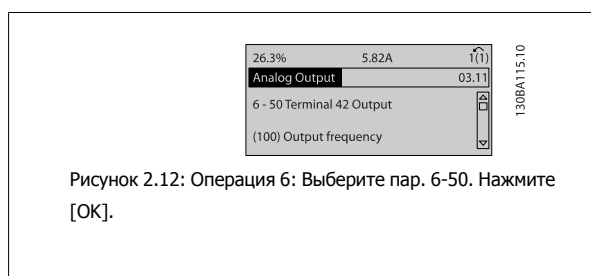 26.3% 5.82A 1(1)
Analog Output 03.11
6 - 50 Terminal 42 Output
(100) Output frequency
130BA115.10
Рисунок 2.12: Операция 6: Выберите пар. 6-50. Нажмите
[OK].